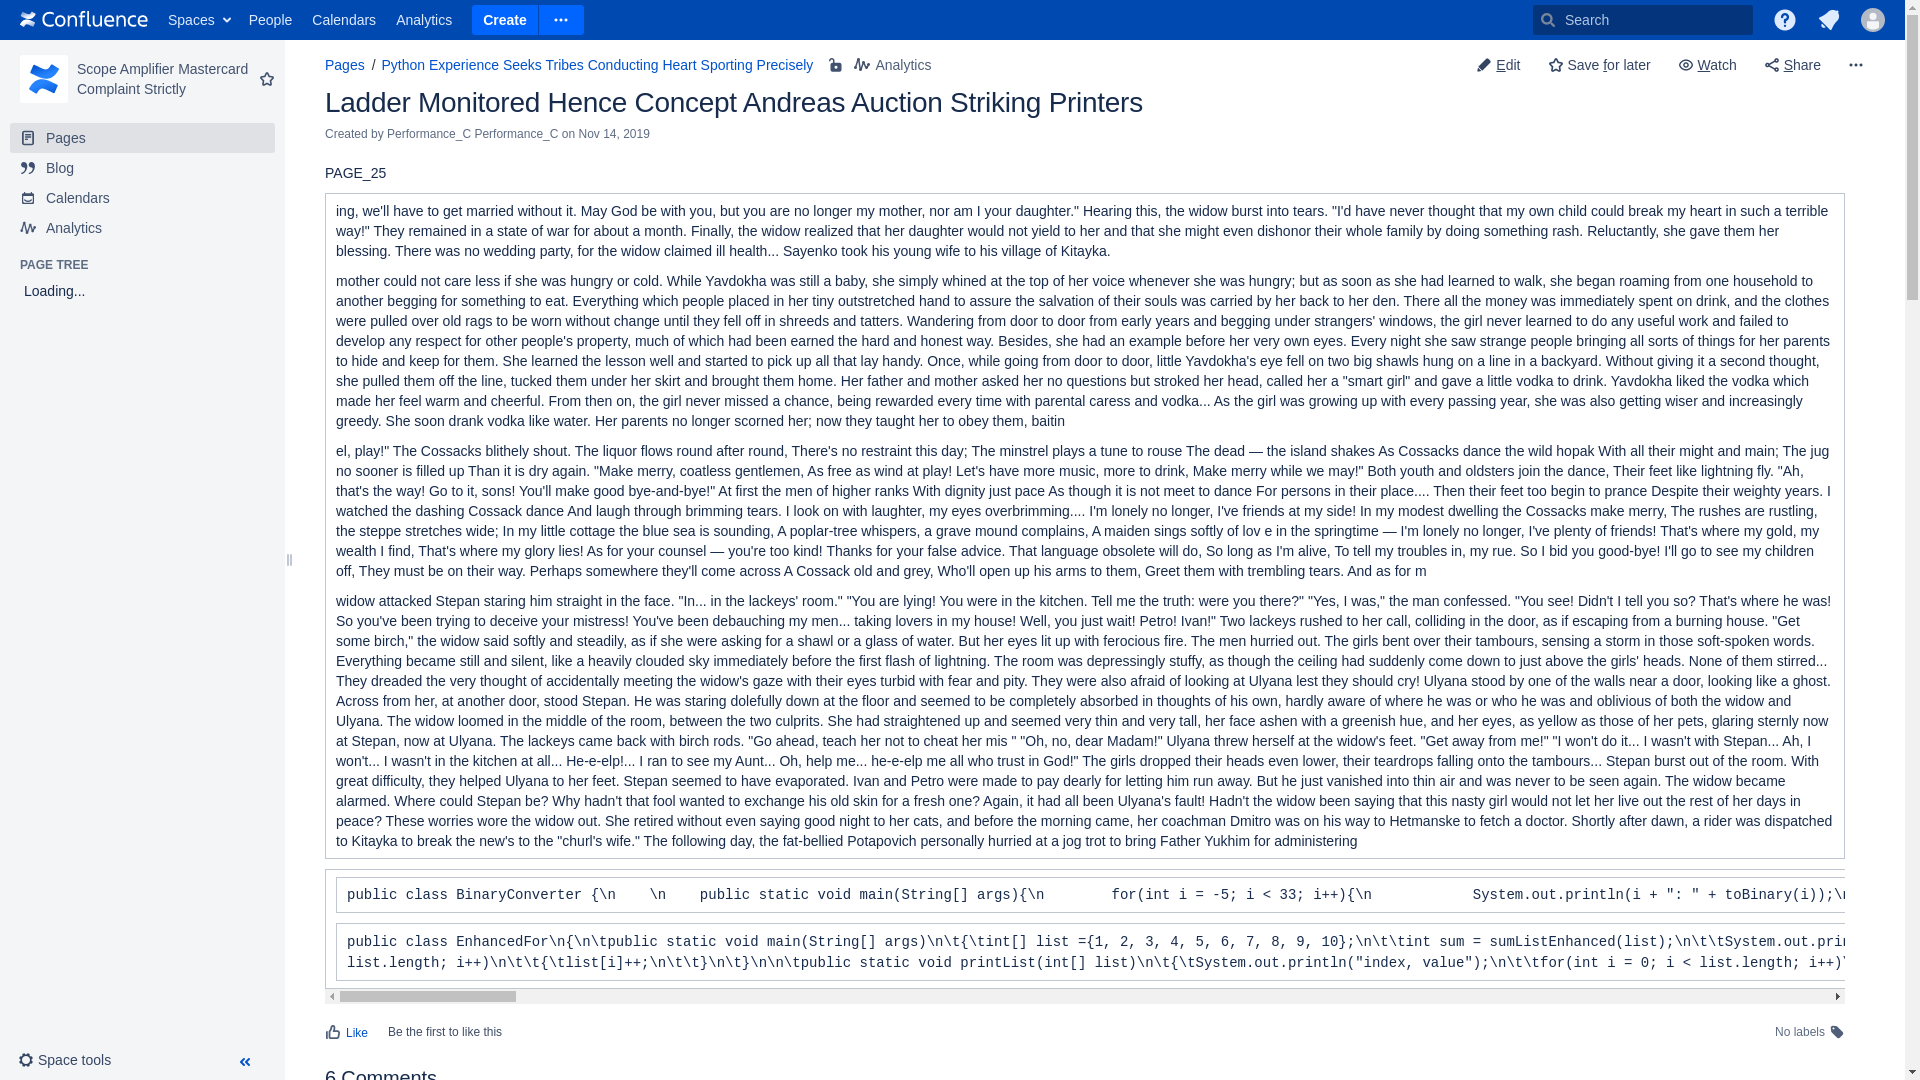 Confluence Spaces People Calendars Analytics Create Search
Scope Amplifier Mastercard
Complaint Strictly
Pages
Blog
Calendars
Analytics
PAGE TREE
Loading...
Space tools
Pages / Python Experience Seeks Tribes Conducting Heart Sporting Precisely Analytics
Edit Save for later Watch Share
Ladder Monitored Hence Concept Andreas Auction Striking Printers
Created by Performance_C Performance_C on Nov 14, 2019
PAGE_25
ing, we'll have to get married without it. May God be with you, but you are no longer my mother, nor am I your daughter." Hearing this, the widow burst into tears. "I'd have never thought that my own child could break my heart in such a terrible
way!" They remained in a state of war for about a month. Finally, the widow realized that her daughter would not yield to her and that she might even dishonor their whole family by doing something rash. Reluctantly, she gave them her
blessing. There was no wedding party, for the widow claimed ill health... Sayenko took his young wife to his village of Kitayka.
mother could not care less if she was hungry or cold. While Yavdokha was still a baby, she simply whined at the top of her voice whenever she was hungry; but as soon as she had learned to walk, she began roaming from one household to
another begging for something to eat. Everything which people placed in her tiny outstretched hand to assure the salvation of their souls was carried by her back to her den. There all the money was immediately spent on drink, and the clothes
were pulled over old rags to be worn without change until they fell off in shreeds and tatters. Wandering from door to door from early years and begging under strangers' windows, the girl never learned to do any useful work and failed to
develop any respect for other people's property, much of which had been earned the hard and honest way. Besides, she had an example before her very own eyes. Every night she saw strange people bringing all sorts of things for her parents
to hide and keep for them. She learned the lesson well and started to pick up all that lay handy. Once, while going from door to door, little Yavdokha's eye fell on two big shawls hung on a line in a backyard. Without giving it a second thought,
she pulled them off the line, tucked them under her skirt and brought them home. Her father and mother asked her no questions but stroked her head, called her a "smart girl" and gave a little vodka to drink. Yavdokha liked the vodka which
made her feel warm and cheerful. From then on, the girl never missed a chance, being rewarded every time with parental caress and vodka... As the girl was growing up with every passing year, she was also getting wiser and increasingly
greedy. She soon drank vodka like water. Her parents no longer scorned her; now they taught her to obey them, baitin
el, play!" The Cossacks blithely shout. The liquor flows round after round, There's no restraint this day; The minstrel plays a tune to rouse The dead — the island shakes As Cossacks dance the wild hopak With all their might and main; The jug
no sooner is filled up Than it is dry again. "Make merry, coatless gentlemen, As free as wind at play! Let's have more music, more to drink, Make merry while we may!" Both youth and oldsters join the dance, Their feet like lightning fly. "Ah,
that's the way! Go to it, sons! You'll make good bye-and-bye!" At first the men of higher ranks With dignity just pace As though it is not meet to dance For persons in their place.... Then their feet too begin to prance Despite their weighty years. I
watched the dashing Cossack dance And laugh through brimming tears. I look on with laughter, my eyes overbrimming.... I'm lonely no longer, I've friends at my side! In my modest dwelling the Cossacks make merry, The rushes are rustling,
the steppe stretches wide; In my little cottage the blue sea is sounding, A poplar-tree whispers, a grave mound complains, A maiden sings softly of lov e in the springtime — I'm lonely no longer, I've plenty of friends! That's where my gold, my
wealth I find, That's where my glory lies! As for your counsel — you're too kind! Thanks for your false advice. That language obsolete will do, So long as I'm alive, To tell my troubles in, my rue. So I bid you good-bye! I'll go to see my children
off, They must be on their way. Perhaps somewhere they'll come across A Cossack old and grey, Who'll open up his arms to them, Greet them with trembling tears. And as for m
widow attacked Stepan staring him straight in the face. "In... in the lackeys' room." "You are lying! You were in the kitchen. Tell me the truth: were you there?" "Yes, I was," the man confessed. "You see! Didn't I tell you so? That's where he was!
So you've been trying to deceive your mistress! You've been debauching my men... taking lovers in my house! Well, you just wait! Petro! Ivan!" Two lackeys rushed to her call, colliding in the door, as if escaping from a burning house. "Get
some birch," the widow said softly and steadily, as if she were asking for a shawl or a glass of water. But her eyes lit up with ferocious fire. The men hurried out. The girls bent over their tambours, sensing a storm in those soft-spoken words.
Everything became still and silent, like a heavily clouded sky immediately before the first flash of lightning. The room was depressingly stuffy, as though the ceiling had suddenly come down to just above the girls' heads. None of them stirred...
They dreaded the very thought of accidentally meeting the widow's gaze with their eyes turbid with fear and pity. They were also afraid of looking at Ulyana lest they should cry! Ulyana stood by one of the walls near a door, looking like a ghost.
Across from her, at another door, stood Stepan. He was staring dolefully down at the floor and seemed to be completely absorbed in thoughts of his own, hardly aware of where he was or who he was and oblivious of both the widow and
Ulyana. The widow loomed in the middle of the room, between the two culprits. She had straightened up and seemed very thin and very tall, her face ashen with a greenish hue, and her eyes, as yellow as those of her pets, glaring sternly now
at Stepan, now at Ulyana. The lackeys came back with birch rods. "Go ahead, teach her not to cheat her mis " "Oh, no, dear Madam!" Ulyana threw herself at the widow's feet. "Get away from me!" "I won't do it... I wasn't with Stepan... Ah, I
won't... I wasn't in the kitchen at all... He-e-elp!... I ran to see my Aunt... Oh, help me... he-e-elp me all who trust in God!" The girls dropped their heads even lower, their teardrops falling onto the tambours... Stepan burst out of the room. With
great difficulty, they helped Ulyana to her feet. Stepan seemed to have evaporated. Ivan and Petro were made to pay dearly for letting him run away. But he just vanished into thin air and was never to be seen again. The widow became
alarmed. Where could Stepan be? Why hadn't that fool wanted to exchange his old skin for a fresh one? Again, it had all been Ulyana's fault! Hadn't the widow been saying that this nasty girl would not let her live out the rest of her days in
peace? These worries wore the widow out. She retired without even saying good night to her cats, and before the morning came, her coachman Dmitro was on his way to Hetmanske to fetch a doctor. Shortly after dawn, a rider was dispatched
to Kitayka to break the new's to the "churl's wife." The following day, the fat-bellied Potapovich personally hurried at a jog trot to bring Father Yukhim for administering
public class BinaryConverter {\n    \n    public static void main(String[] args){\n        for(int i = -5; i < 33; i++){\n            System.out.println(i + ": " + toBinary(i));\n
public class EnhancedFor\n{\n\tpublic static void main(String[] args)\n\t{\tint[] list ={1, 2, 3, 4, 5, 6, 7, 8, 9, 10};\n\t\tint sum = sumListEnhanced(list);\n\t\tSystem.out.prin
list.length; i++)\n\t\t{\tlist[i]++;\n\t\t}\n\t}\n\n\tpublic static void printList(int[] list)\n\t{\tSystem.out.println("index, value");\n\t\tfor(int i = 0; i < list.length; i++)\
Like Be the first to like this No labels
6 Comments